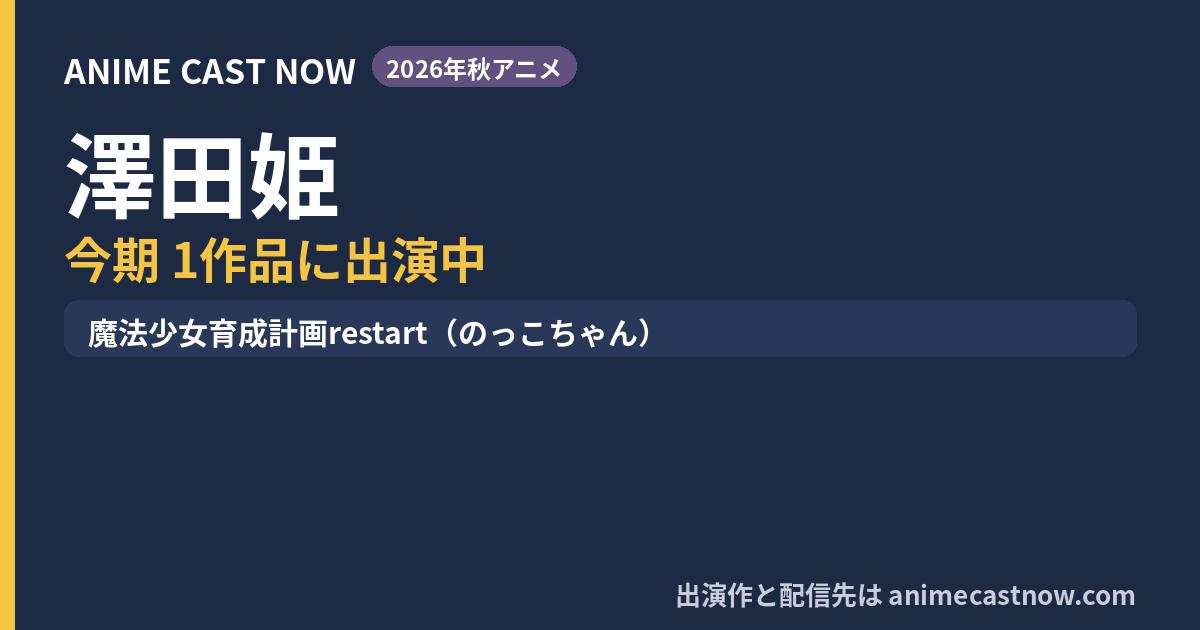 ANIME CAST NOW 2026年秋アニメ
澤田姫
今期 1作品に出演中
魔法少女育成計画restart（のっこちゃん）
出演作と配信先は animecastnow.com